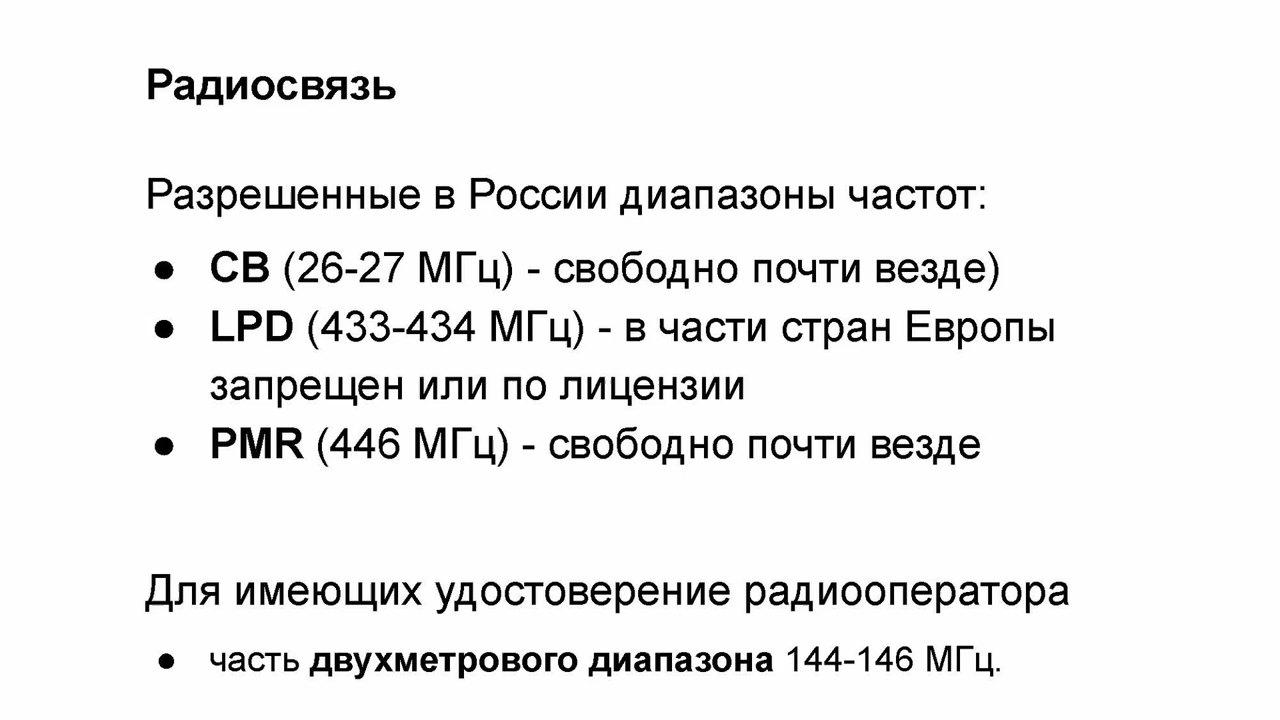 Радиосвязь
Разрешенные в России диапазоны частот:
● CB (26-27 МГц) - свободно почти везде)
● LPD (433-434 МГц) - в части стран Европы
запрещен или по лицензии
● PMR (446 МГц) - свободно почти везде
Для имеющих удостоверение радиооператора
● часть двухметрового диапазона 144-146 МГц.